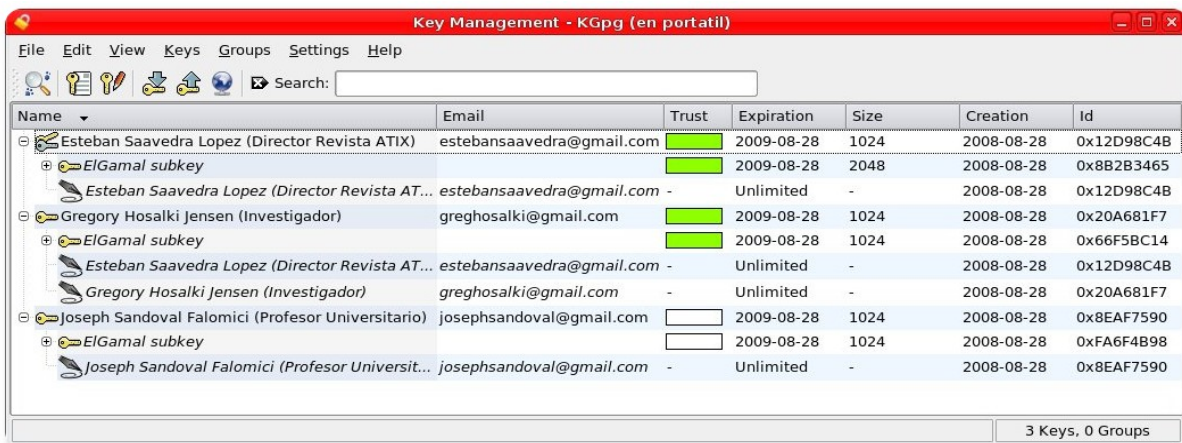 Key Management - KGpg (en portatil)
File Edit View Keys Groups Settings Help
Search:
Name Email Trust Expiration Size Creation Id
Esteban Saavedra Lopez (Director Revista ATIX) estebansaavedra@gmail.com 2009-08-28 1024 2008-08-28 0x12D98C4B
ElGamal subkey 2009-08-28 2048 2008-08-28 0x8B2B3465
Esteban Saavedra Lopez (Director Revista AT... estebansaavedra@gmail.com - Unlimited - 2008-08-28 0x12D98C4B
Gregory Hosalki Jensen (Investigador) greghosalki@gmail.com 2009-08-28 1024 2008-08-28 0x20A681F7
ElGamal subkey 2009-08-28 1024 2008-08-28 0x66F5BC14
Esteban Saavedra Lopez (Director Revista AT... estebansaavedra@gmail.com - Unlimited - 2008-08-28 0x12D98C4B
Gregory Hosalki Jensen (Investigador) greghosalki@gmail.com - Unlimited - 2008-08-28 0x20A681F7
Joseph Sandoval Falomici (Profesor Universitario) josephsandoval@gmail.com 2009-08-28 1024 2008-08-28 0x8EAF7590
ElGamal subkey 2009-08-28 1024 2008-08-28 0xFA6F4B98
Joseph Sandoval Falomici (Profesor Universit... josephsandoval@gmail.com - Unlimited - 2008-08-28 0x8EAF7590
3 Keys, 0 Groups